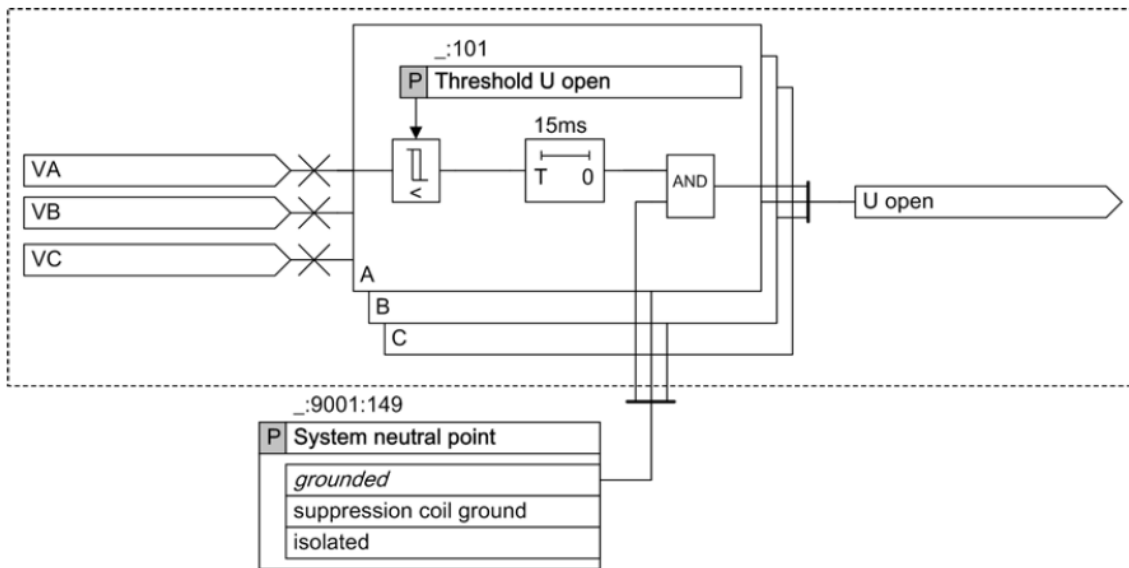 _:101
P Threshold U open
15ms
<
T 0
AND
VA
VB
VC
U open
A
B
C
_:9001:149
P System neutral point
grounded
suppression coil ground
isolated